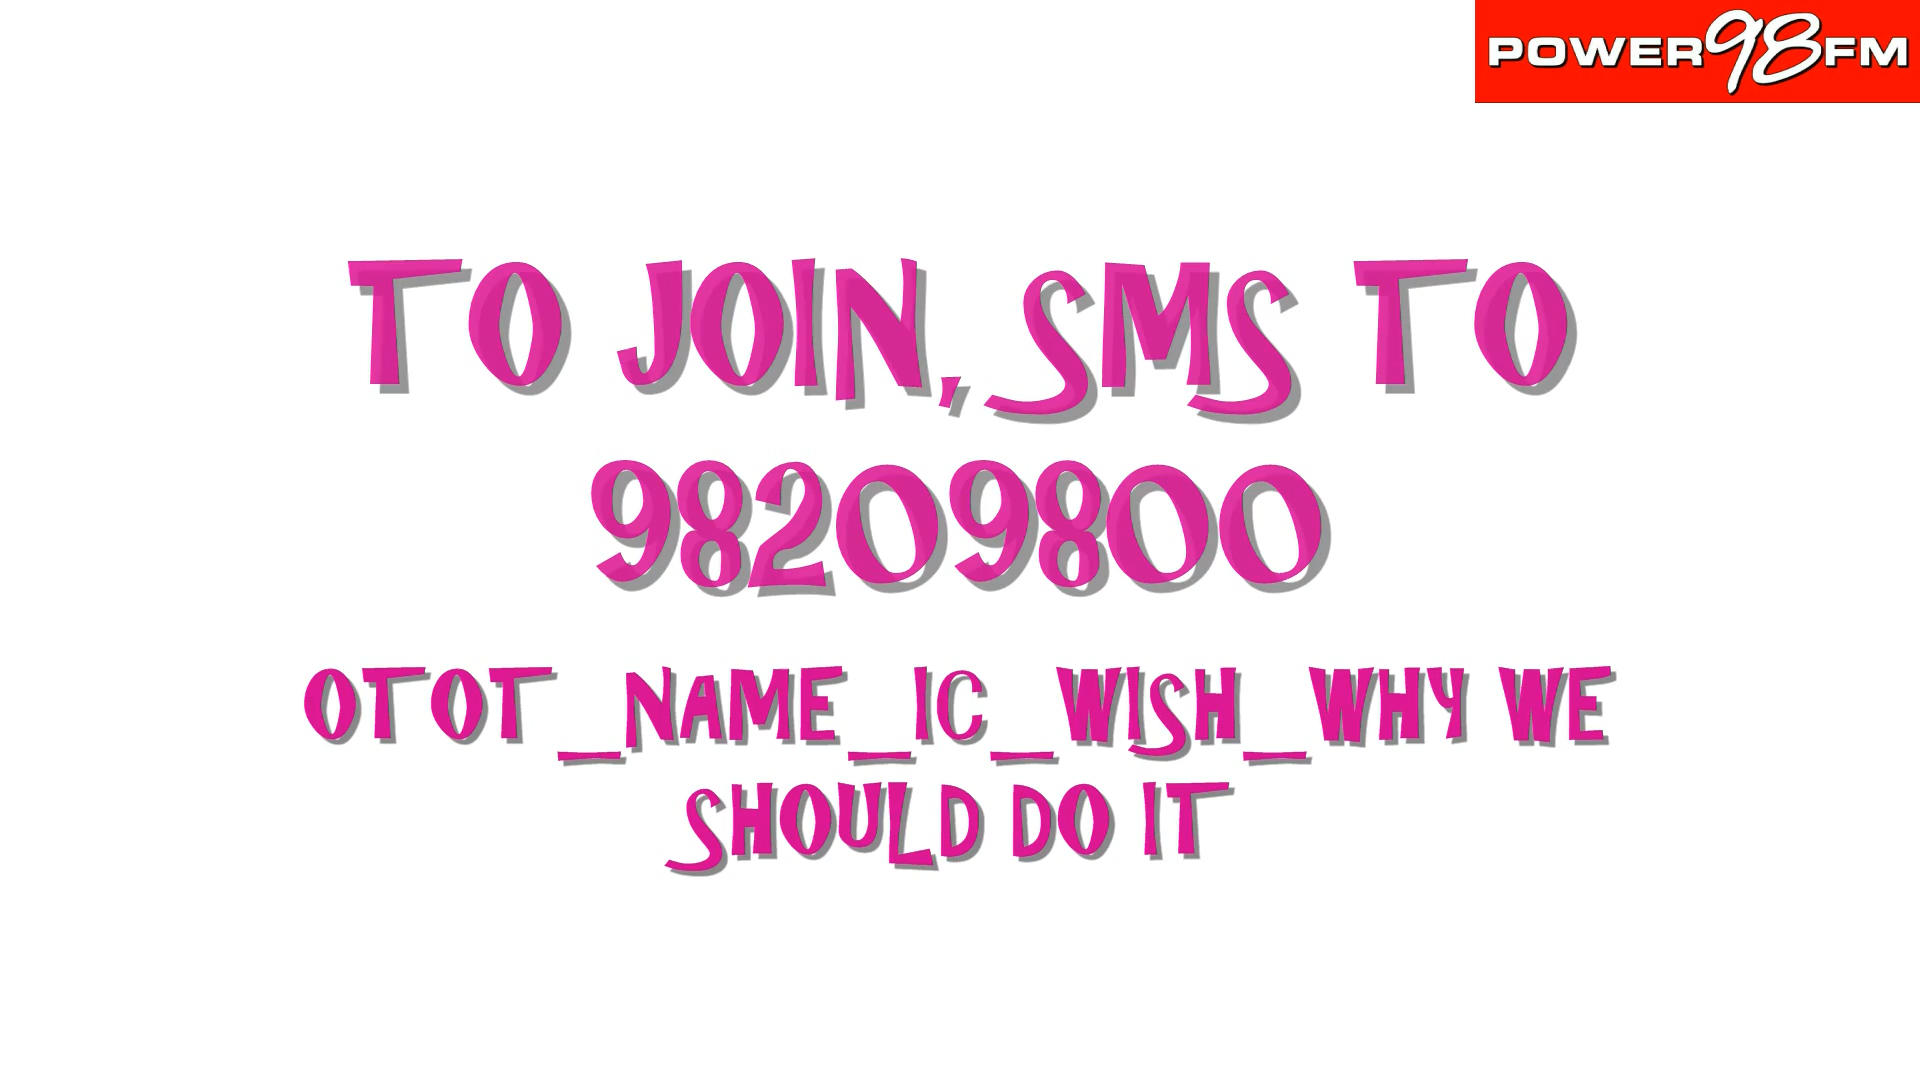 POWER98FM
TO JOIN, SMS TO
98209800
OTOT_NAME_IC_WISH_WHY WE
SHOULD DO IT